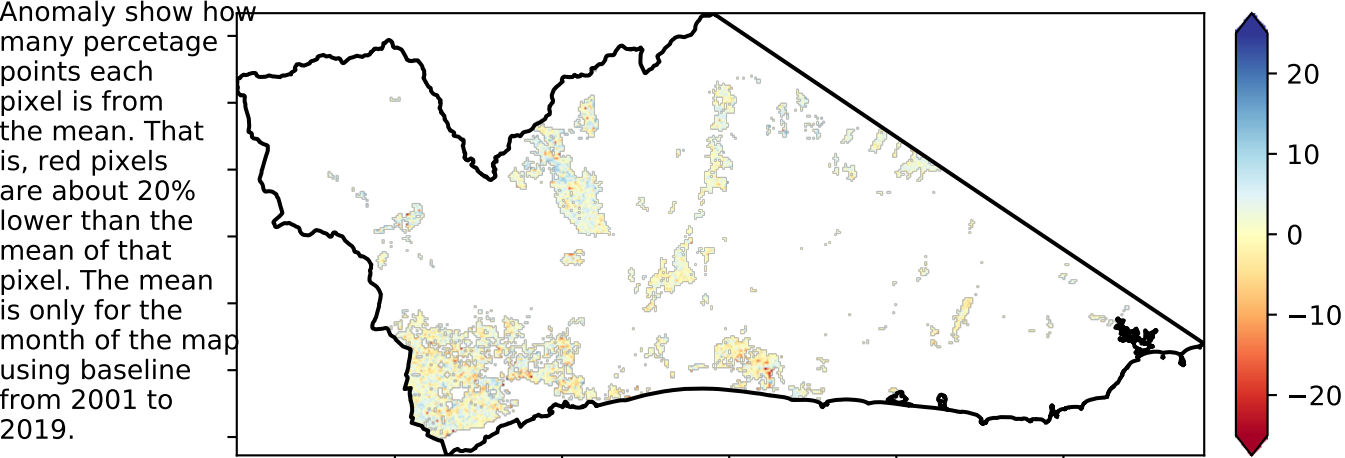 Anomaly show how
many percetage
points each
pixel is from
the mean. That
is, red pixels
are about 20%
lower than the
mean of that
pixel. The mean
is only for the
month of the map
using baseline
from 2001 to
2019.
20
10
0
−10
−20